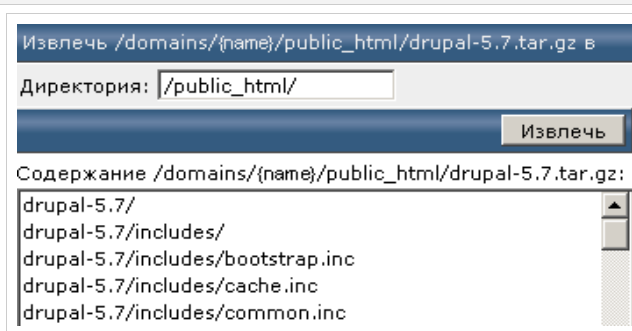 Извлечь /domains/{name}/public_html/drupal-5.7.tar.gz в
Директория: /public_html/
Извлечь
Содержание /domains/{name}/public_html/drupal-5.7.tar.gz:
drupal-5.7/
drupal-5.7/includes/
drupal-5.7/includes/bootstrap.inc
drupal-5.7/includes/cache.inc
drupal-5.7/includes/common.inc